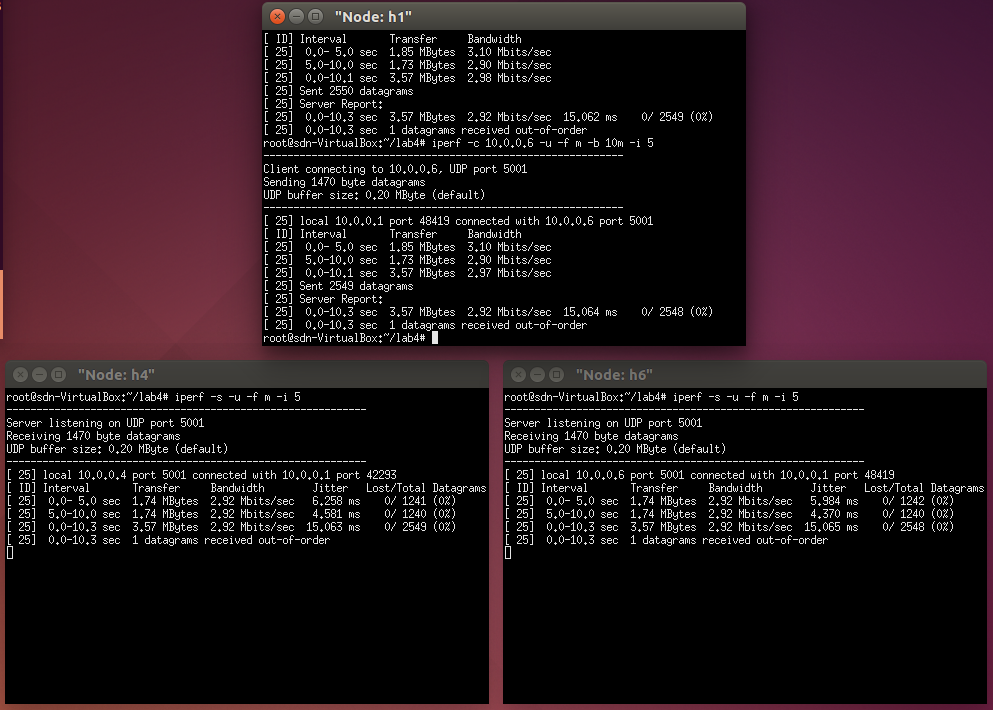 "Node: h1"
[ ID] Interval       Transfer     Bandwidth
[ 25]  0.0- 5.0 sec  1.85 MBytes  3.10 Mbits/sec
[ 25]  5.0-10.0 sec  1.73 MBytes  2.90 Mbits/sec
[ 25]  0.0-10.1 sec  3.57 MBytes  2.98 Mbits/sec
[ 25] Sent 2550 datagrams
[ 25] Server Report:
[ 25]  0.0-10.3 sec  3.57 MBytes  2.92 Mbits/sec  15.062 ms    0/ 2549 (0%)
[ 25]  0.0-10.3 sec  1 datagrams received out-of-order
root@sdn-VirtualBox:~/lab4# iperf -c 10.0.0.6 -u -f m -b 10m -i 5
------------------------------------------------------------
Client connecting to 10.0.0.6, UDP port 5001
Sending 1470 byte datagrams
UDP buffer size: 0.20 MByte (default)
------------------------------------------------------------
[ 25] local 10.0.0.1 port 48419 connected with 10.0.0.6 port 5001
[ ID] Interval       Transfer     Bandwidth
[ 25]  0.0- 5.0 sec  1.85 MBytes  3.10 Mbits/sec
[ 25]  5.0-10.0 sec  1.73 MBytes  2.90 Mbits/sec
[ 25]  0.0-10.1 sec  3.57 MBytes  2.97 Mbits/sec
[ 25] Sent 2549 datagrams
[ 25] Server Report:
[ 25]  0.0-10.3 sec  3.57 MBytes  2.92 Mbits/sec  15.064 ms    0/ 2548 (0%)
[ 25]  0.0-10.3 sec  1 datagrams received out-of-order
root@sdn-VirtualBox:~/lab4#
"Node: h4"
root@sdn-VirtualBox:~/lab4# iperf -s -u -f m -i 5
------------------------------------------------------------
Server listening on UDP port 5001
Receiving 1470 byte datagrams
UDP buffer size: 0.20 MByte (default)
------------------------------------------------------------
[ 25] local 10.0.0.4 port 5001 connected with 10.0.0.1 port 42293
[ ID] Interval       Transfer     Bandwidth        Jitter   Lost/Total Datagrams
[ 25]  0.0- 5.0 sec  1.74 MBytes  2.92 Mbits/sec   6.258 ms    0/ 1241 (0%)
[ 25]  5.0-10.0 sec  1.74 MBytes  2.92 Mbits/sec   4.581 ms    0/ 1240 (0%)
[ 25]  0.0-10.3 sec  3.57 MBytes  2.92 Mbits/sec  15.063 ms    0/ 2549 (0%)
[ 25]  0.0-10.3 sec  1 datagrams received out-of-order
"Node: h6"
root@sdn-VirtualBox:~/lab4# iperf -s -u -f m -i 5
------------------------------------------------------------
Server listening on UDP port 5001
Receiving 1470 byte datagrams
UDP buffer size: 0.20 MByte (default)
------------------------------------------------------------
[ 25] local 10.0.0.6 port 5001 connected with 10.0.0.1 port 48419
[ ID] Interval       Transfer     Bandwidth        Jitter   Lost/Total Datagrams
[ 25]  0.0- 5.0 sec  1.74 MBytes  2.92 Mbits/sec   5.984 ms    0/ 1242 (0%)
[ 25]  5.0-10.0 sec  1.74 MBytes  2.92 Mbits/sec   4.370 ms    0/ 1240 (0%)
[ 25]  0.0-10.3 sec  3.57 MBytes  2.92 Mbits/sec  15.065 ms    0/ 2548 (0%)
[ 25]  0.0-10.3 sec  1 datagrams received out-of-order